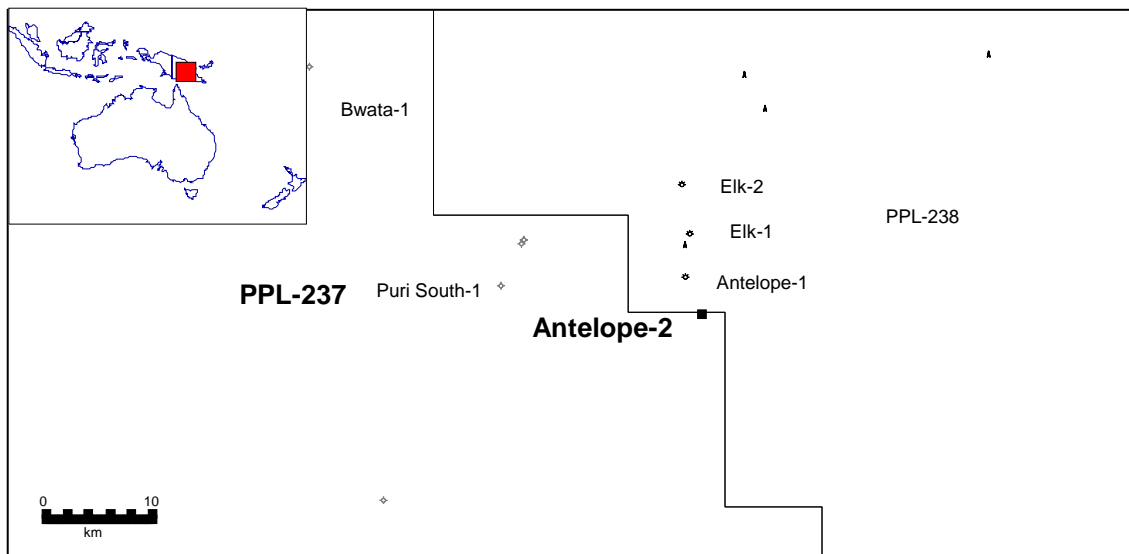 Bwata-1
Elk-2
PPL-238
Elk-1
Antelope-1
PPL-237
Puri South-1
Antelope-2
0 10
km